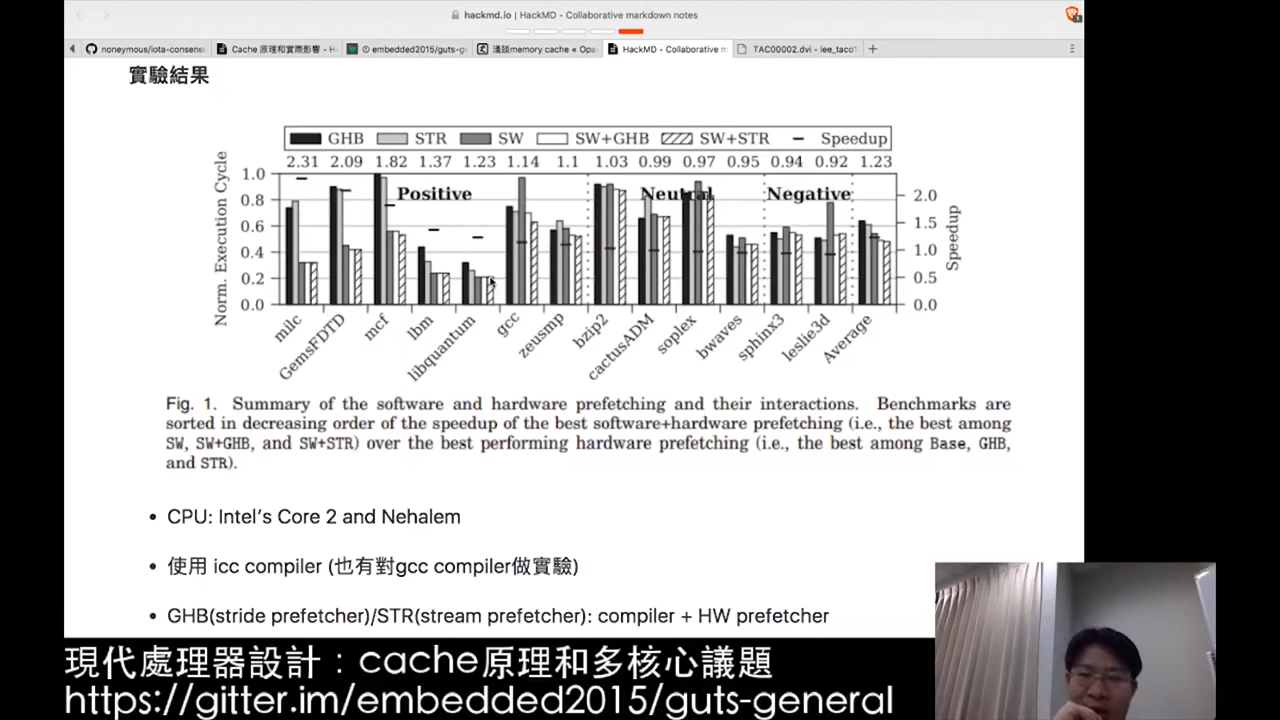 hackmd.io | HackMD - Collaborative markdown notes
noneymous/iota-consens
Cache 原理和實際影響 - H
embedded2015/guts-g
淺談memory cache « Ope
HackMD - Collaborative m
TAC00002.dvi - lee_taco
實驗結果
GHB STR SW SW+GHB SW+STR Speedup
2.31 2.09 1.82 1.37 1.23 1.14 1.1 1.03 0.99 0.97 0.95 0.94 0.92 1.23
Norm. Execution Cycle
1.0
0.8
0.6
0.4
0.2
0.0
Positive Neutral Negative
2.0
1.5
1.0
0.5
0.0
Speedup
milc GemsFDTD mcf lbm libquantum gcc zeusmp bzip2 cactusADM soplex bwaves sphinx3 leslie3d Average
Fig. 1. Summary of the software and hardware prefetching and their interactions. Benchmarks are
sorted in decreasing order of the speedup of the best software+hardware prefetching (i.e., the best among
SW, SW+GHB, and SW+STR) over the best performing hardware prefetching (i.e., the best among Base, GHB,
and STR).
• CPU: Intel's Core 2 and Nehalem
• 使用 icc compiler (也有對gcc compiler做實驗)
• GHB(stride prefetcher)/STR(stream prefetcher): compiler + HW prefetcher
現代處理器設計：cache原理和多核心議題
https://gitter.im/embedded2015/guts-general